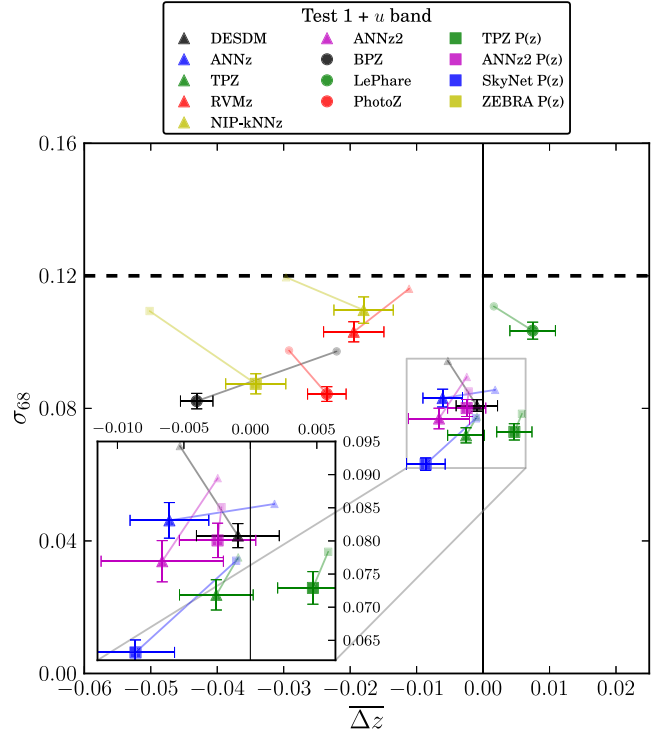 Test 1 + u band
DESDM ANNz2 TPZ P(z)
ANNz BPZ ANNz2 P(z)
TPZ LePhare SkyNet P(z)
RVMz PhotoZ ZEBRA P(z)
NIP-kNNz
0.16
0.12
0.08
0.04
0.00
σ68
−0.010 −0.005 0.000 0.005
0.095
0.090
0.085
0.080
0.075
0.070
0.065
−0.06 −0.05 −0.04 −0.03 −0.02 −0.01 0.00 0.01 0.02
Δz